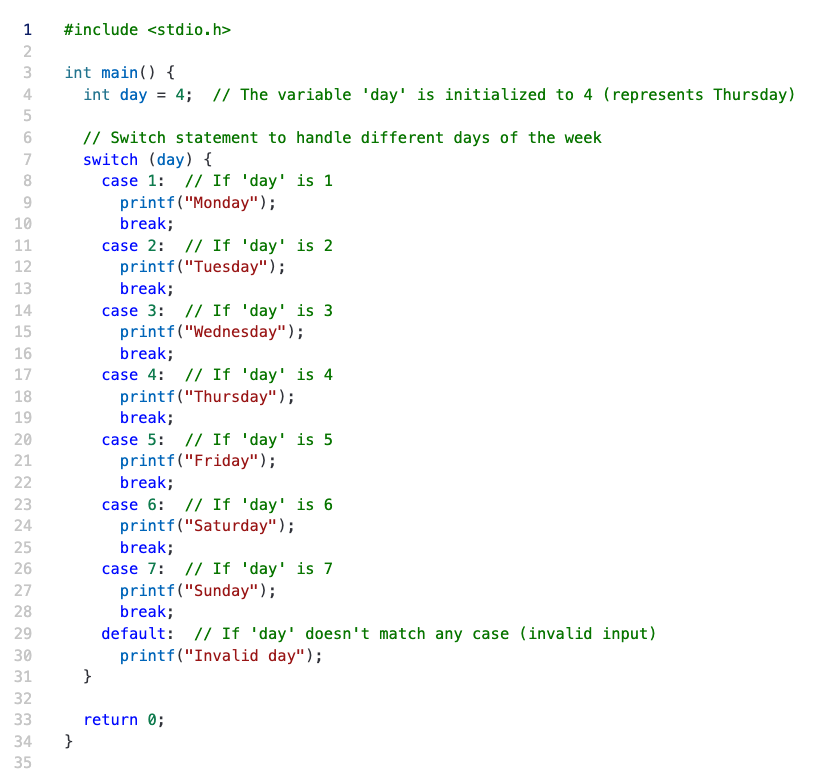 1 #include <stdio.h>
2
3 int main() {
4   int day = 4;  // The variable 'day' is initialized to 4 (represents Thursday)
5
6   // Switch statement to handle different days of the week
7   switch (day) {
8     case 1:  // If 'day' is 1
9       printf("Monday");
10       break;
11     case 2:  // If 'day' is 2
12       printf("Tuesday");
13       break;
14     case 3:  // If 'day' is 3
15       printf("Wednesday");
16       break;
17     case 4:  // If 'day' is 4
18       printf("Thursday");
19       break;
20     case 5:  // If 'day' is 5
21       printf("Friday");
22       break;
23     case 6:  // If 'day' is 6
24       printf("Saturday");
25       break;
26     case 7:  // If 'day' is 7
27       printf("Sunday");
28       break;
29     default:  // If 'day' doesn't match any case (invalid input)
30       printf("Invalid day");
31   }
32
33   return 0;
34 }
35